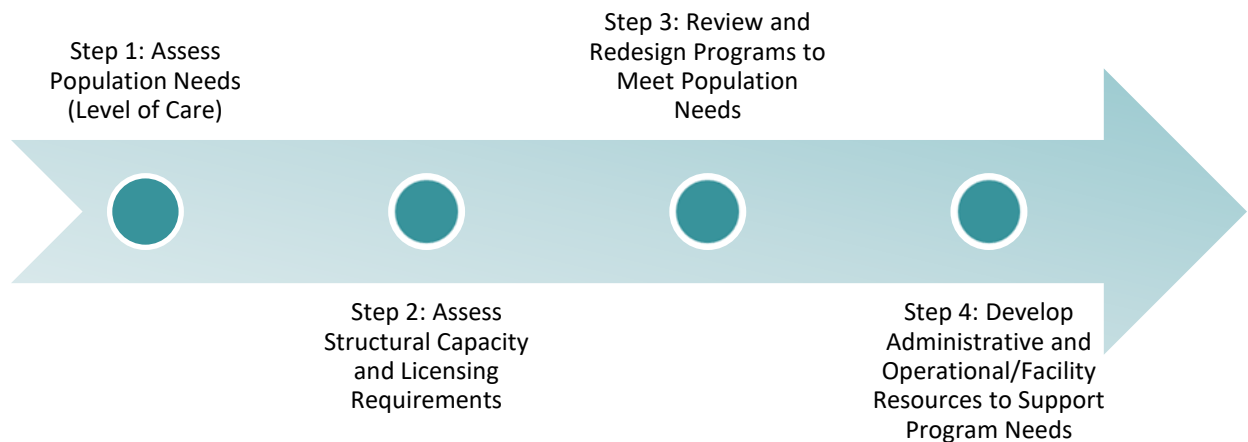 Step 1: Assess
Population Needs
(Level of Care)
Step 2: Assess
Structural Capacity
and Licensing
Requirements
Step 3: Review and
Redesign Programs to
Meet Population
Needs
Step 4: Develop
Administrative and
Operational/Facility
Resources to Support
Program Needs